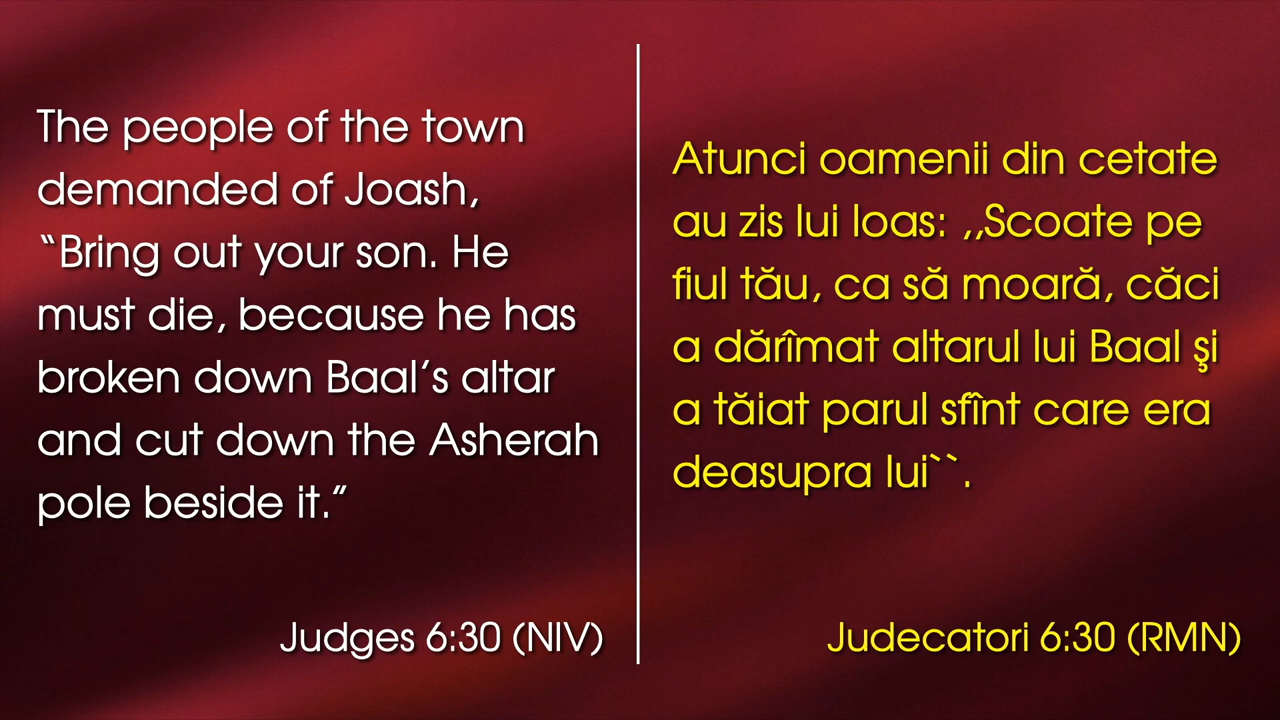 The people of the town
demanded of Joash,
“Bring out your son. He
must die, because he has
broken down Baal’s altar
and cut down the Asherah
pole beside it.”
Judges 6:30 (NIV)
Atunci oamenii din cetate
au zis lui Ioas: ,,Scoate pe
fiul tău, ca să moară, căci
a dărîmat altarul lui Baal şi
a tăiat parul sfînt care era
deasupra lui``.
Judecatori 6:30 (RMN)